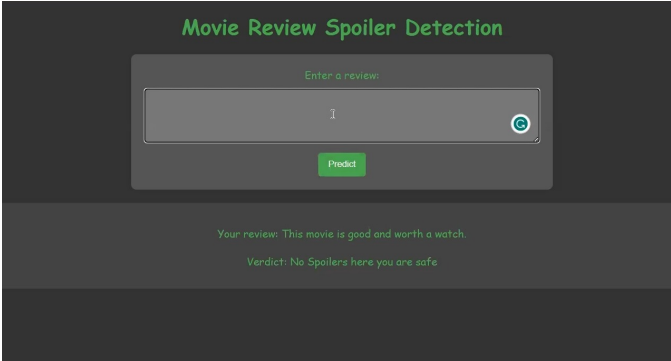 Movie Review Spoiler Detection
Enter a review:
Predict
Your review: This movie is good and worth a watch.
Verdict: No Spoilers here you are safe